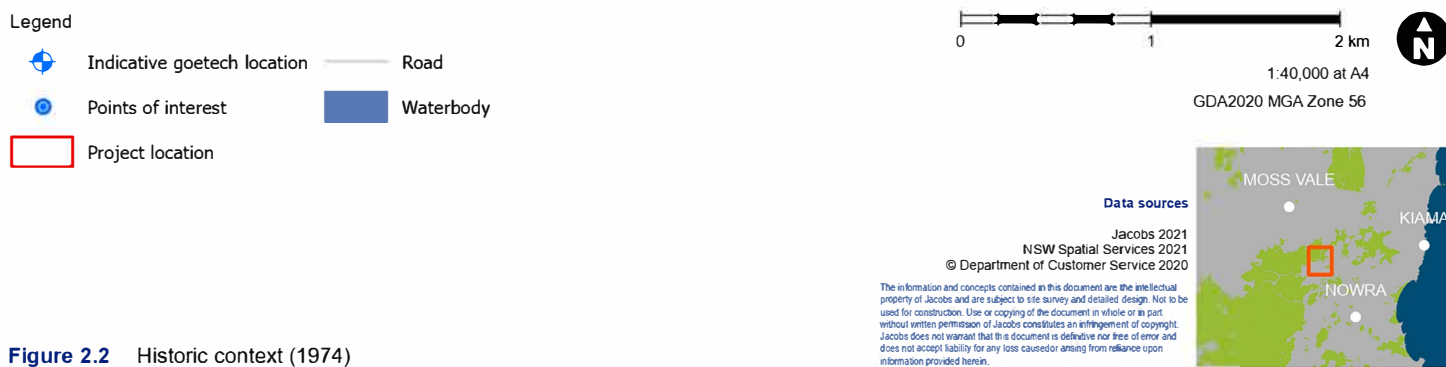 Legend
Indicative goetech location
Road
Points of interest
Waterbody
Project location
0 1 2 km
N
1:40,000 at A4
GDA2020 MGA Zone 56
Data sources
Jacobs 2021
NSW Spatial Services 2021
© Department of Customer Service 2020
The information and concepts contained in this document are the intellectual
property of Jacobs and are subject to site survey and detailed design. Not to be
used for construction. Use or copying of the document in whole or in part
without written permission of Jacobs constitutes an infringement of copyright.
Jacobs does not warrant that this document is definitive nor free of error and
does not accept liability for any loss causedor arising from reliance upon
information provided herein.
MOSS VALE
KIAMA
NOWRA
Figure 2.2 Historic context (1974)